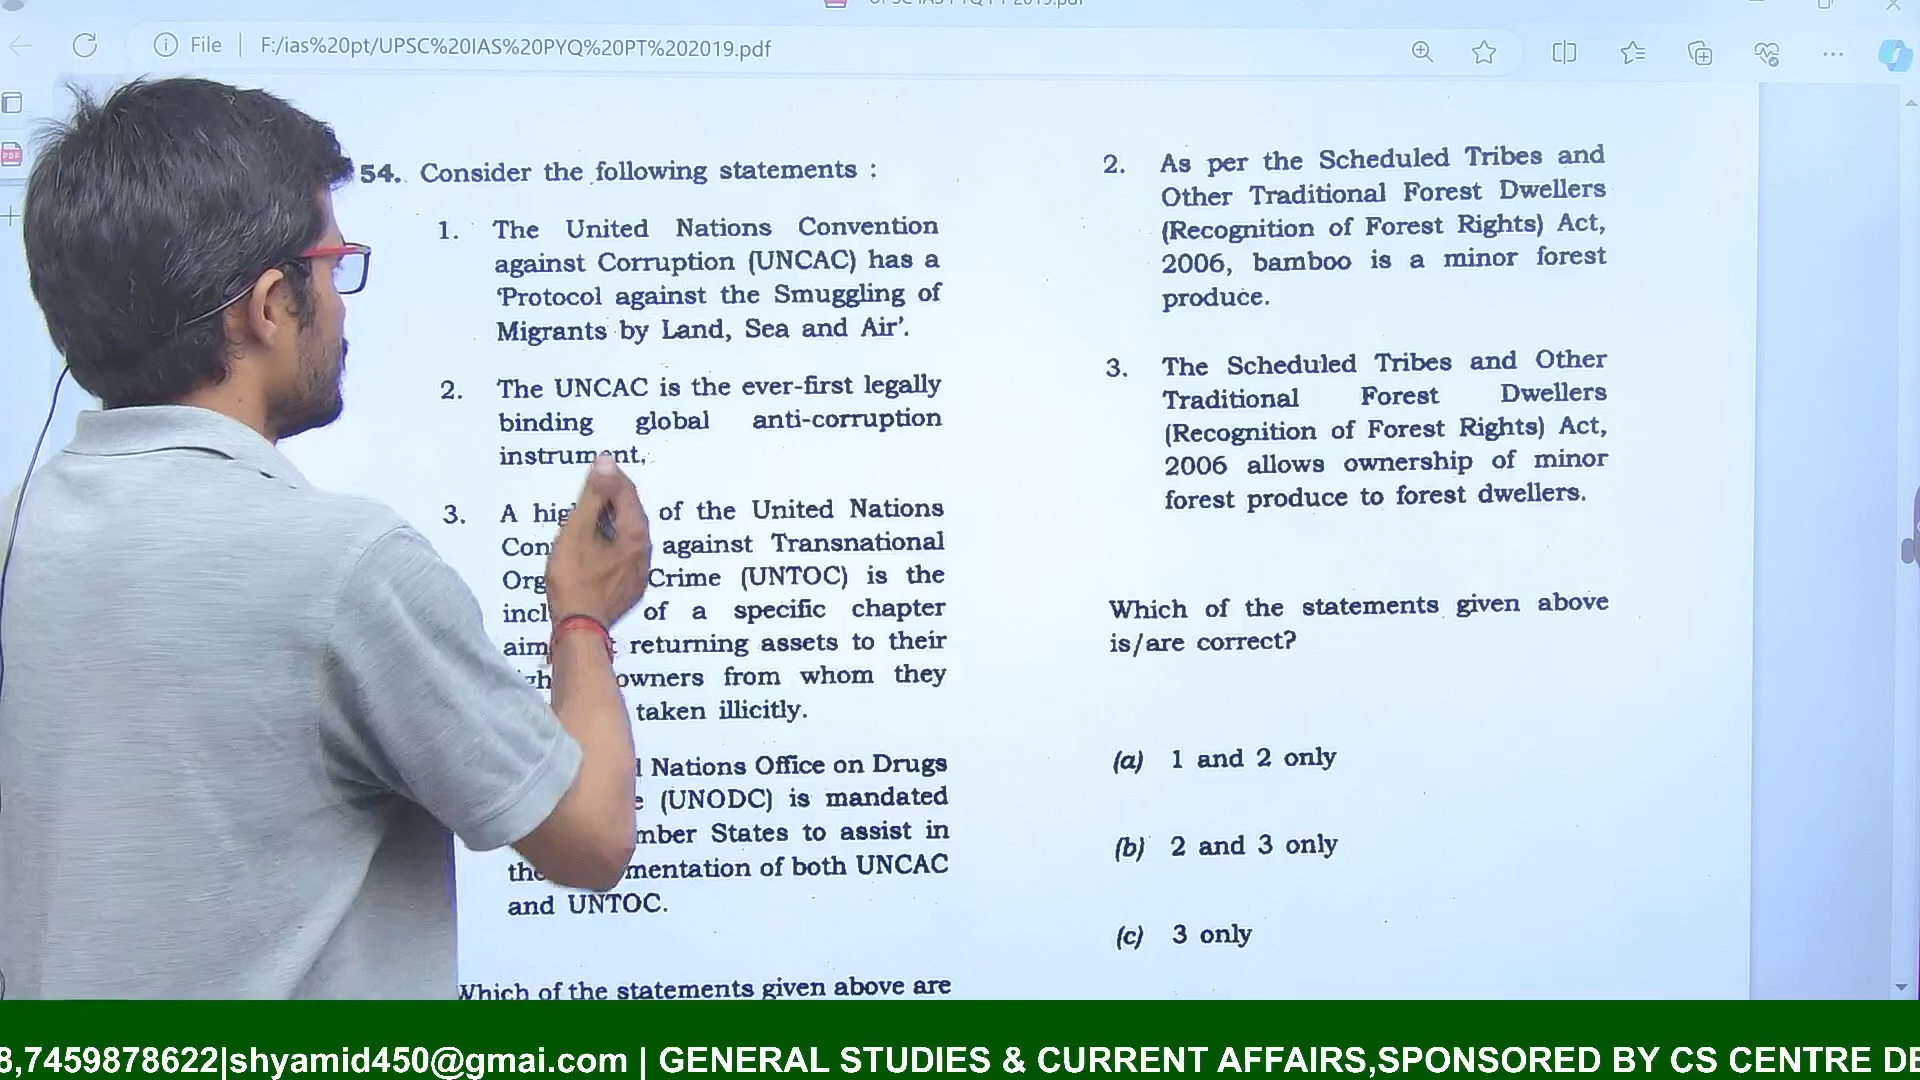 File
F:/ias%20pt/UPSC%20IAS%20PYQ%20PT%202019.pdf
54. Consider the following statements :
1. The United Nations Convention
against Corruption (UNCAC) has a
‘Protocol against the Smuggling of
Migrants by Land, Sea and Air’.
2. The UNCAC is the ever-first legally
binding global anti-corruption
instrument.
3. A of the United Nations
against Transnational
Crime (UNTOC) is the
of a specific chapter
returning assets to their
owners from whom they
taken illicitly.
Nations Office on Drugs
(UNODC) is mandated
States to assist in
of both UNCAC
and UNTOC.
Which of the statements given above are
2. As per the Scheduled Tribes and
Other Traditional Forest Dwellers
(Recognition of Forest Rights) Act,
2006, bamboo is a minor forest
produce.
3. The Scheduled Tribes and Other
Traditional Forest Dwellers
(Recognition of Forest Rights) Act,
2006 allows ownership of minor
forest produce to forest dwellers.
Which of the statements given above
is/are correct?
(a) 1 and 2 only
(b) 2 and 3 only
(c) 3 only
8,7459878622|shyamid450@gmai.com | GENERAL STUDIES & CURRENT AFFAIRS,SPONSORED BY CS CENTRE DE